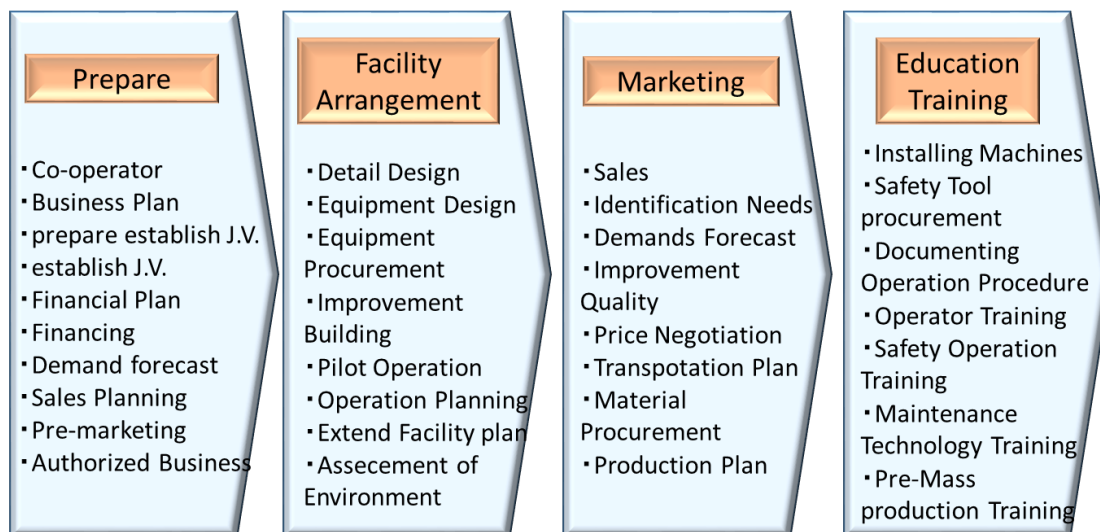 Prepare
・Co-operator
・Business Plan
・prepare establish J.V.
・establish J.V.
・Financial Plan
・Financing
・Demand forecast
・Sales Planning
・Pre-marketing
・Authorized Business
Facility
Arrangement
・Detail Design
・Equipment Design
・Equipment
Procurement
・Improvement
Building
・Pilot Operation
・Operation Planning
・Extend Facility plan
・Assecement of
Environment
Marketing
・Sales
・Identification Needs
・Demands Forecast
・Improvement
Quality
・Price Negotiation
・Transpotation Plan
・Material
Procurement
・Production Plan
Education
Training
・Installing Machines
・Safety Tool
procurement
・Documenting
Operation Procedure
・Operator Training
・Safety Operation
Training
・Maintenance
Technology Training
・Pre-Mass
production Training